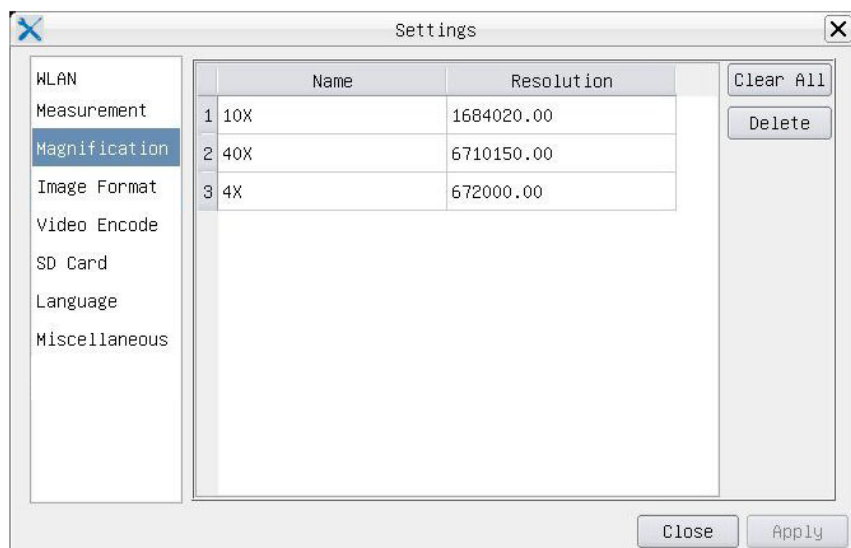 Settings
WLAN
Measurement
Magnification
Image Format
Video Encode
SD Card
Language
Miscellaneous
Name Resolution
1 10X 1684020.00
2 40X 6710150.00
3 4X 672000.00
Clear All
Delete
Close Apply